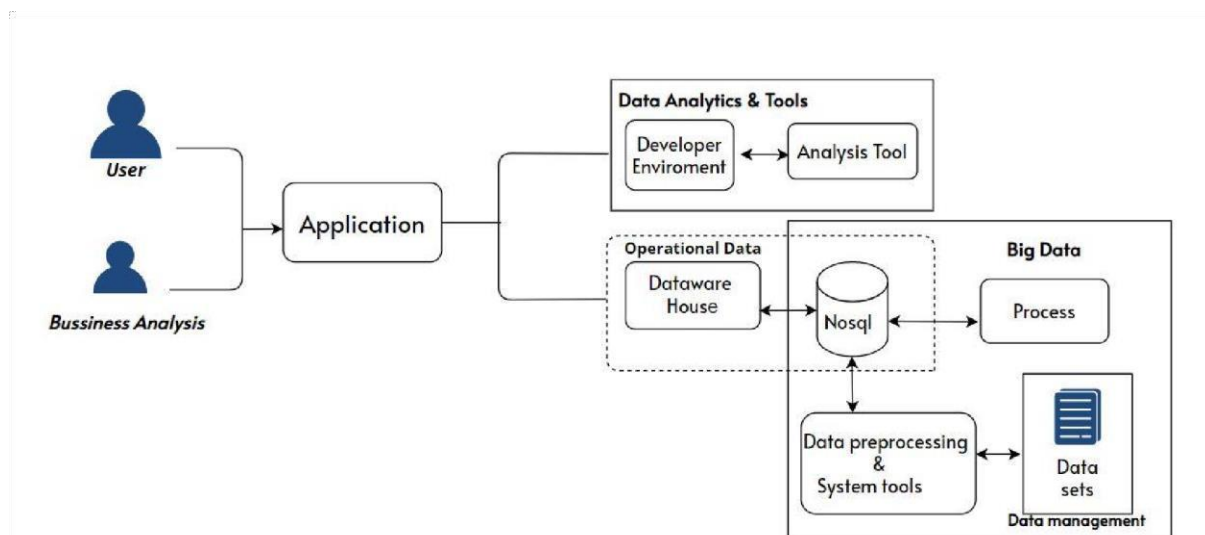 User
Bussiness Analysis
Application
Data Analytics & Tools
Developer
Enviroment
Analysis Tool
Operational Data
Dataware
House
Nosql
Big Data
Process
Data preprocessing
&
System tools
Data
sets
Data management